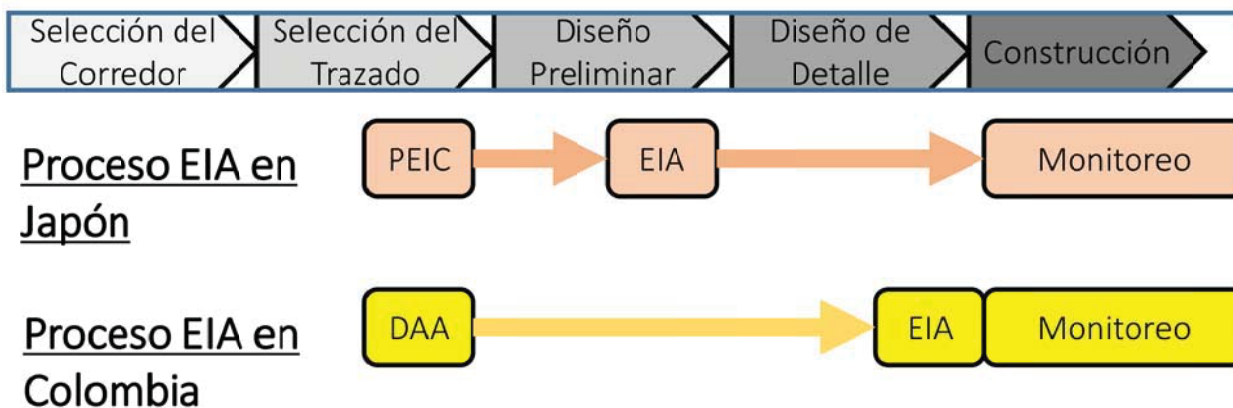 Selección del
Corredor
Selección del
Trazado
Diseño
Preliminar
Diseño de
Detalle
Construcción
Proceso EIA en
Japón
PEIC
EIA
Monitoreo
Proceso EIA en
Colombia
DAA
EIA
Monitoreo